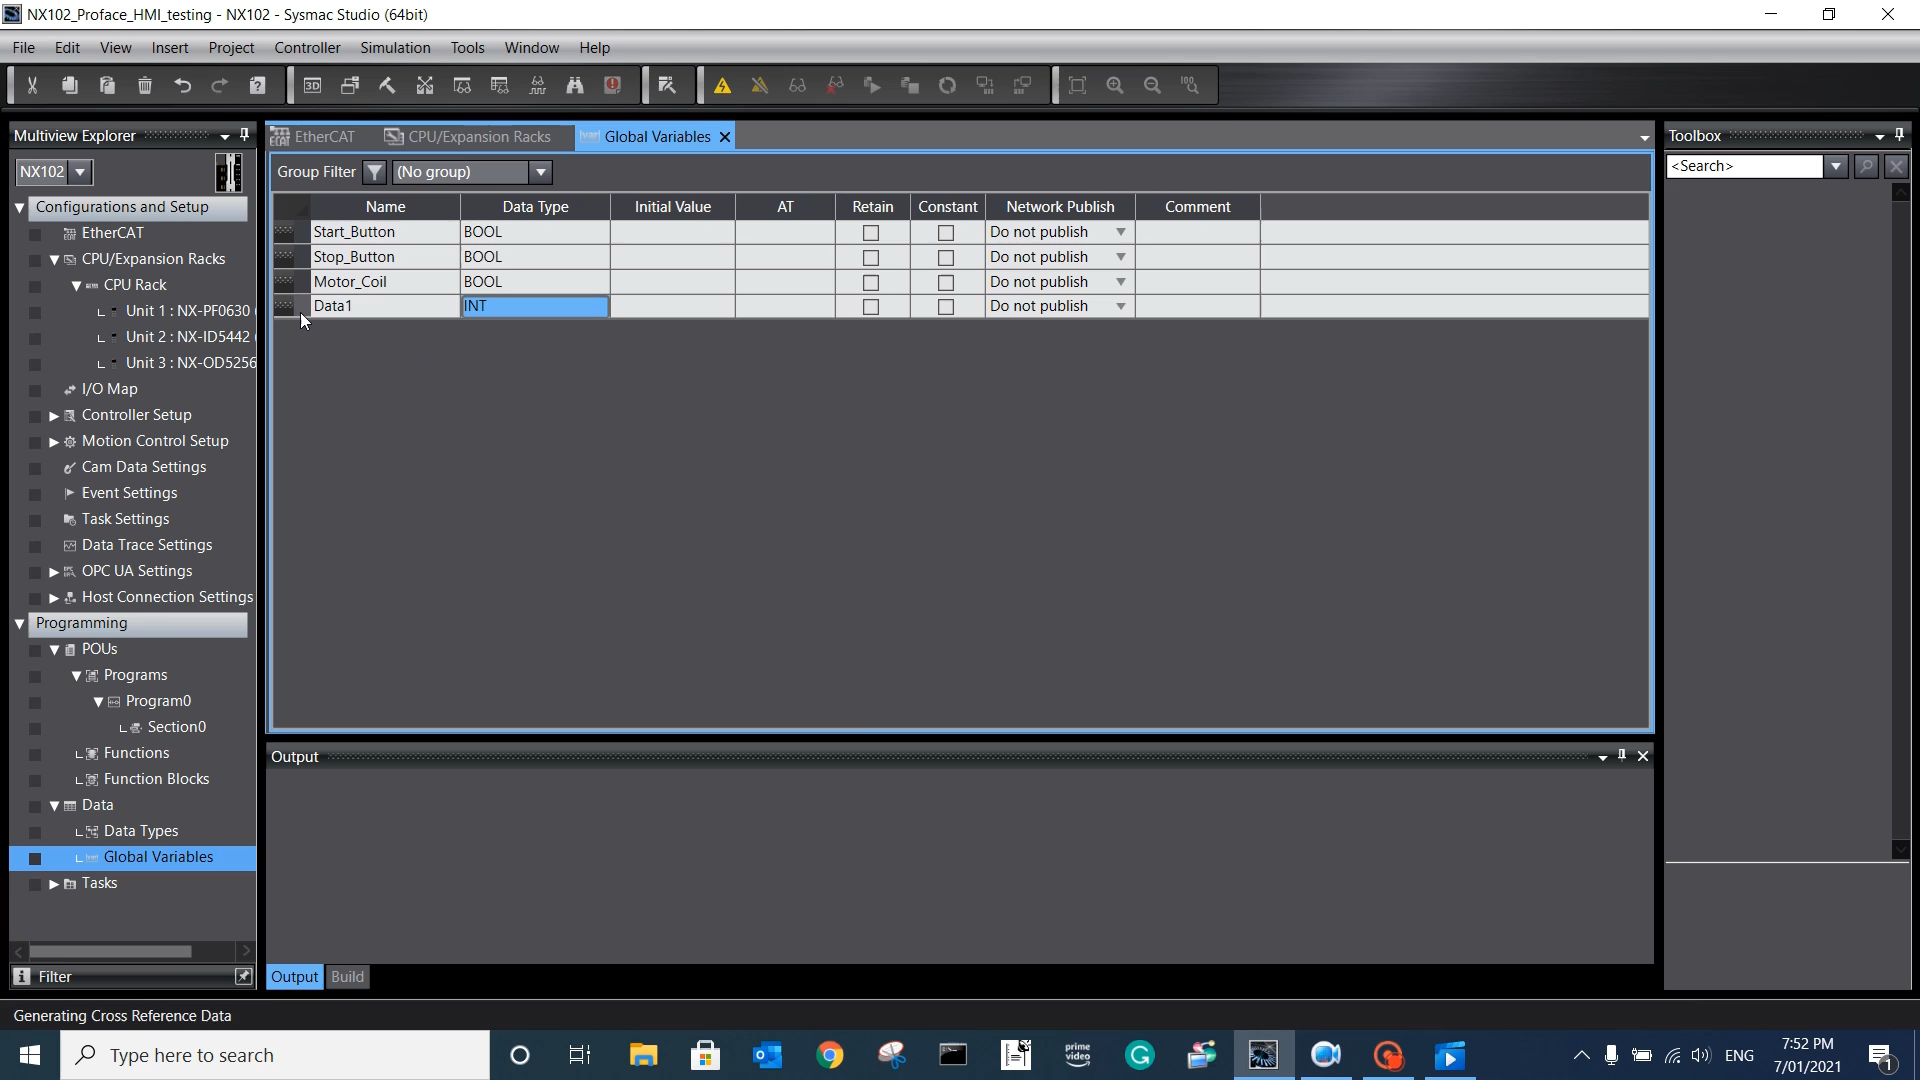 NX102_Proface_HMI_testing - NX102 - Sysmac Studio (64bit)
File Edit View Insert Project Controller Simulation Tools Window Help
Multiview Explorer
NX102
Configurations and Setup
EtherCAT
CPU/Expansion Racks
CPU Rack
Unit 1 : NX-PF0630
Unit 2 : NX-ID5442
Unit 3 : NX-OD5256
I/O Map
Controller Setup
Motion Control Setup
Cam Data Settings
Event Settings
Task Settings
Data Trace Settings
OPC UA Settings
Host Connection Settings
Programming
POUs
Programs
Program0
Section0
Functions
Function Blocks
Data
Data Types
Global Variables
Tasks
Filter
EtherCAT CPU/Expansion Racks Global Variables
Group Filter (No group)
Name Data Type Initial Value AT Retain Constant Network Publish Comment
Start_Button BOOL Do not publish
Stop_Button BOOL Do not publish
Motor_Coil BOOL Do not publish
Data1 INT Do not publish
Output
Output Build
Toolbox
<Search>
Generating Cross Reference Data
Type here to search
prime video
ENG
7:52 PM
7/01/2021
1